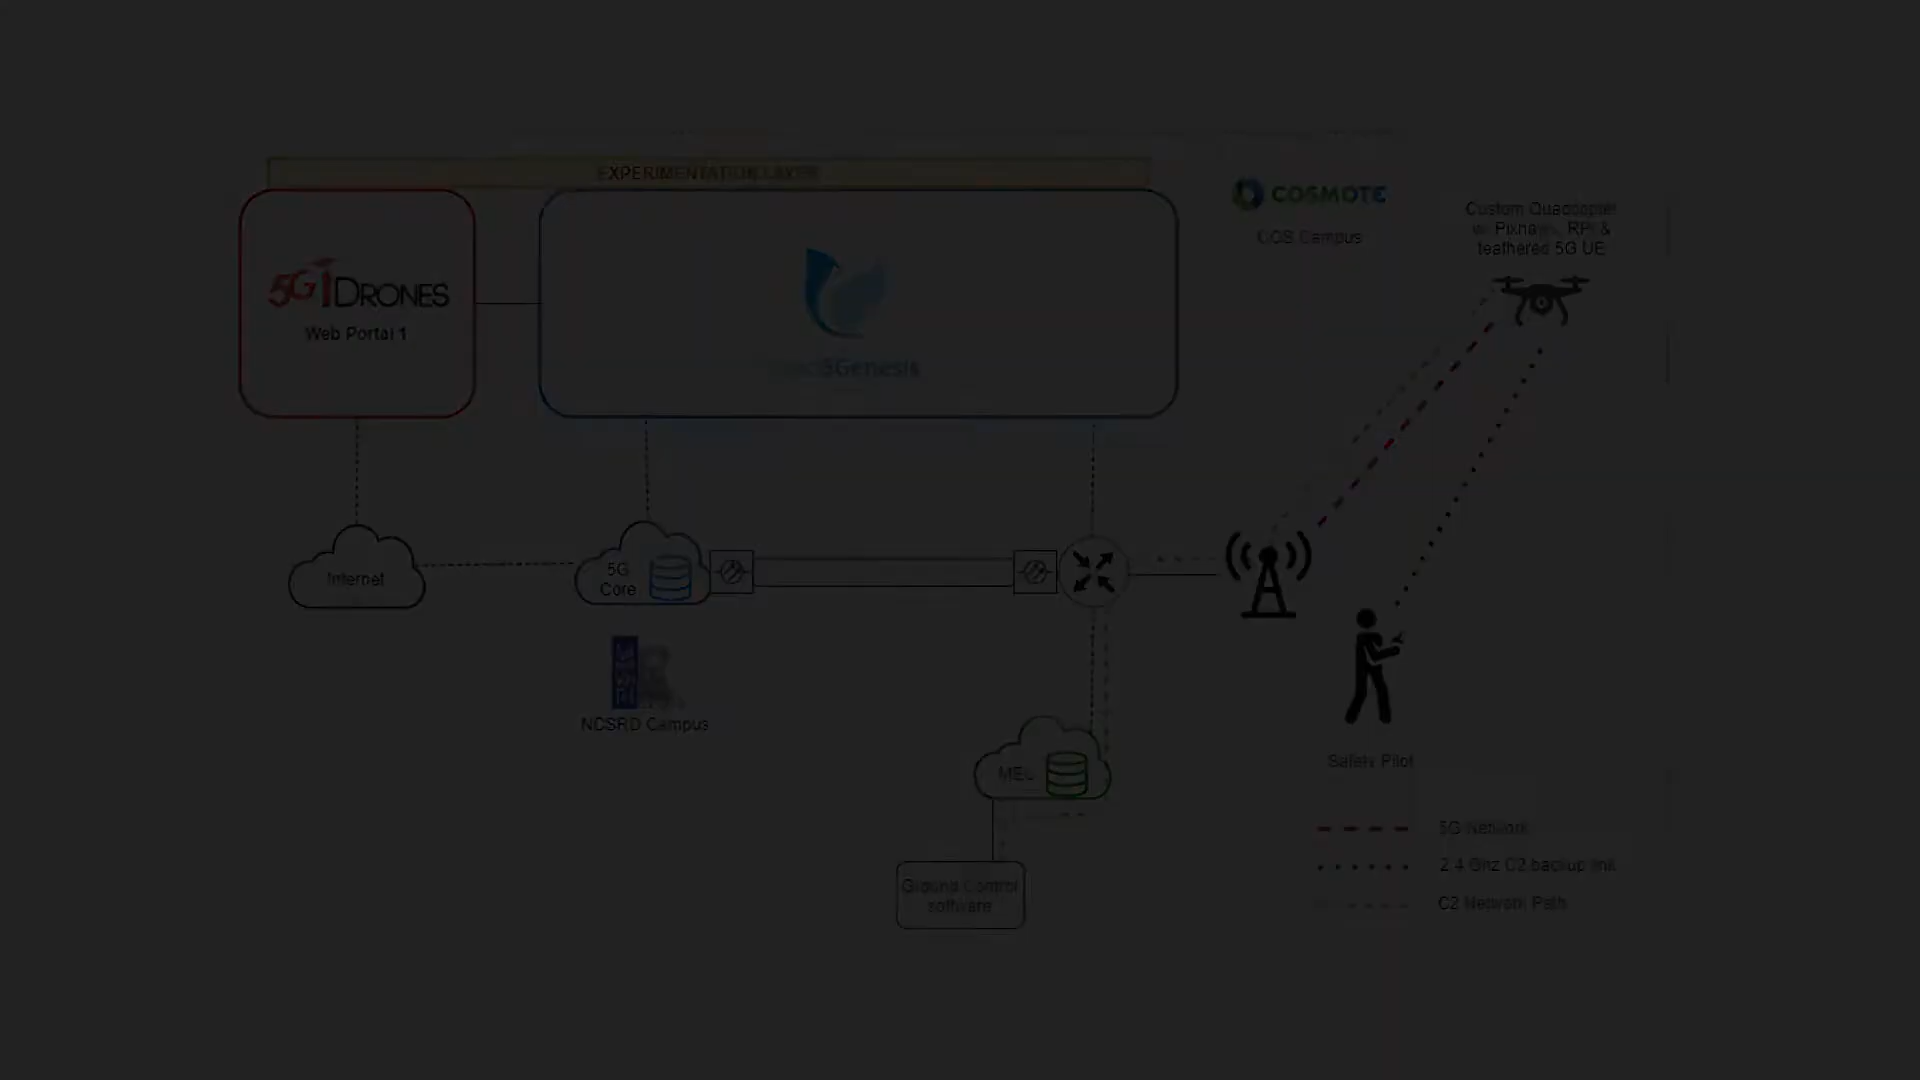 EXPERIMENTATION LAYER
5G!DRONES
Web Portal 1
5Genesis
COSMOTE
COS Campus
Custom Quadcopter
w/ Pixhawk, RPi &
teathered 5G UE
Internet
5G
Core
NCSRD Campus
MEC
Ground Control
software
Safety Pilot
5G Network
2.4 Ghz C2 backup link
C2 Network Path